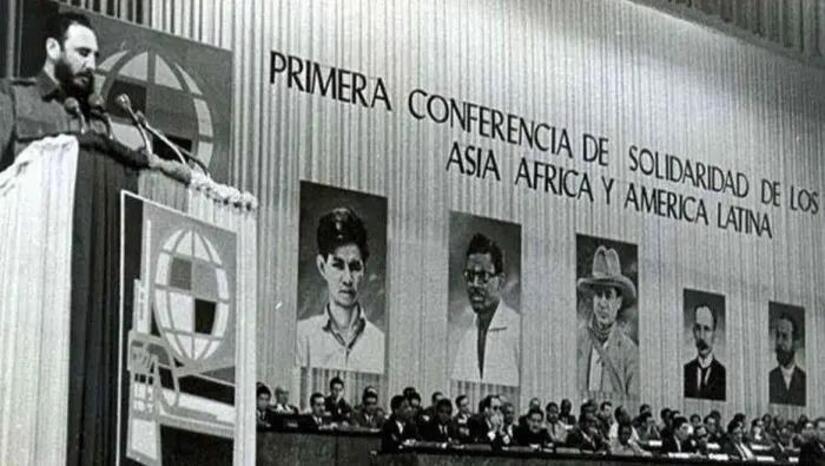 PRIMERA CONFERENCIA DE SOLIDARIDAD DE LOS
ASIA AFRICA Y AMERICA LATINA